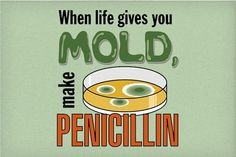 When life gives you
MOLD,
make
PENICILLIN